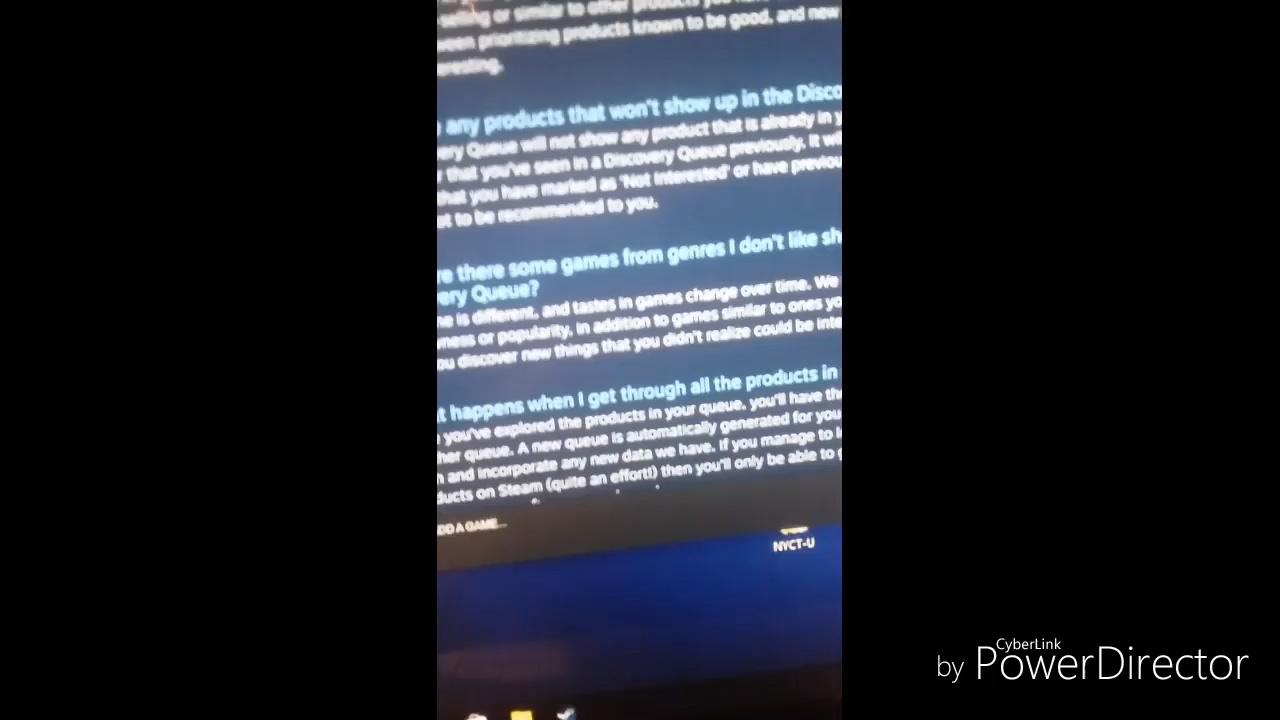 selling or similar to other products you
prioritizing products known to be good, and new
any products that won't show up in the Disco
ery Queue will not show any product that is already in y
that you've seen in a Discovery Queue previously. It wi
that you have marked as 'Not Interested' or have previou
to be recommended to you.
re there some games from genres I don't like sh
ery Queue?
ne is different, and tastes in games change over time. We
ness or popularity, in addition to games similar to ones yo
ou discover new things that you didn't realize could be inte
t happens when I get through all the products in
you've explored the products in your queue, you'll have the
her queue. A new queue is automatically generated for you
n and incorporate any new data we have. If you manage to l
ducts on Steam (quite an effort!) then you'll only be able to
DD A GAME...
NYCT-U
CyberLink
by PowerDirector